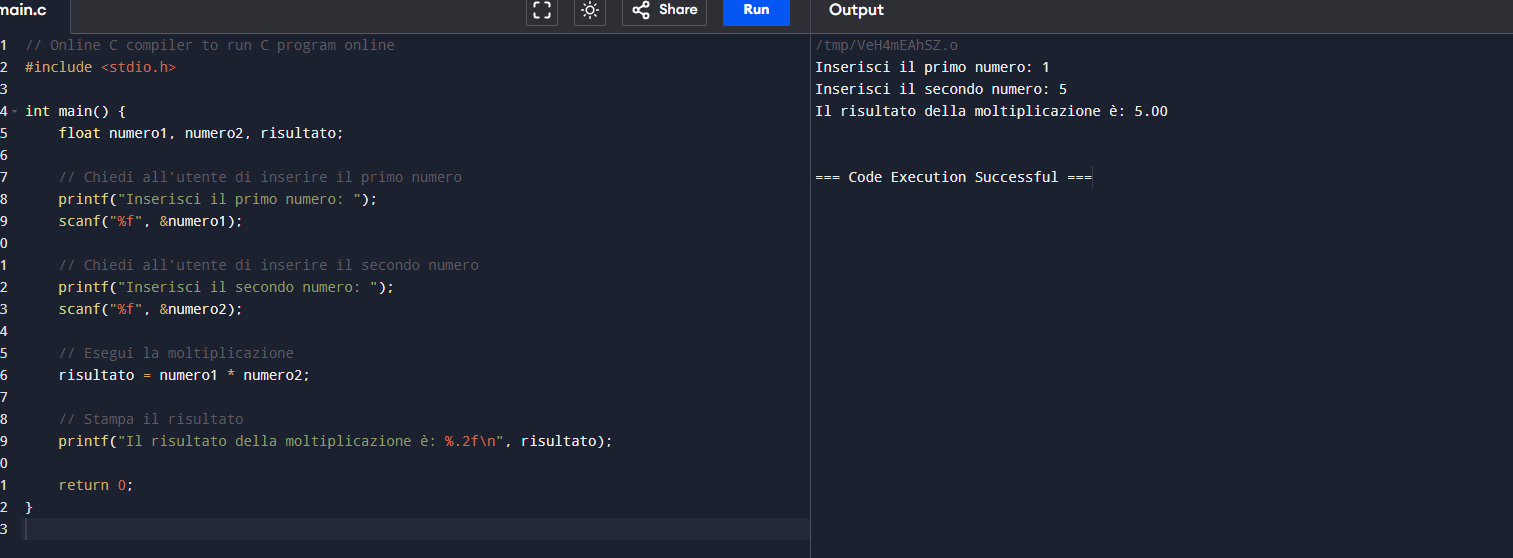 main.c
Share
Run
Output
1 // Online C compiler to run C program online
2 #include <stdio.h>
3
4 int main() {
5     float numero1, numero2, risultato;
6
7     // Chiedi all'utente di inserire il primo numero
8     printf("Inserisci il primo numero: ");
9     scanf("%f", &numero1);
0
1     // Chiedi all'utente di inserire il secondo numero
2     printf("Inserisci il secondo numero: ");
3     scanf("%f", &numero2);
4
5     // Esegui la moltiplicazione
6     risultato = numero1 * numero2;
7
8     // Stampa il risultato
9     printf("Il risultato della moltiplicazione è: %.2f\n", risultato);
0
1     return 0;
2 }
3
/tmp/VeH4mEAhSZ.o
Inserisci il primo numero: 1
Inserisci il secondo numero: 5
Il risultato della moltiplicazione è: 5.00
=== Code Execution Successful ===